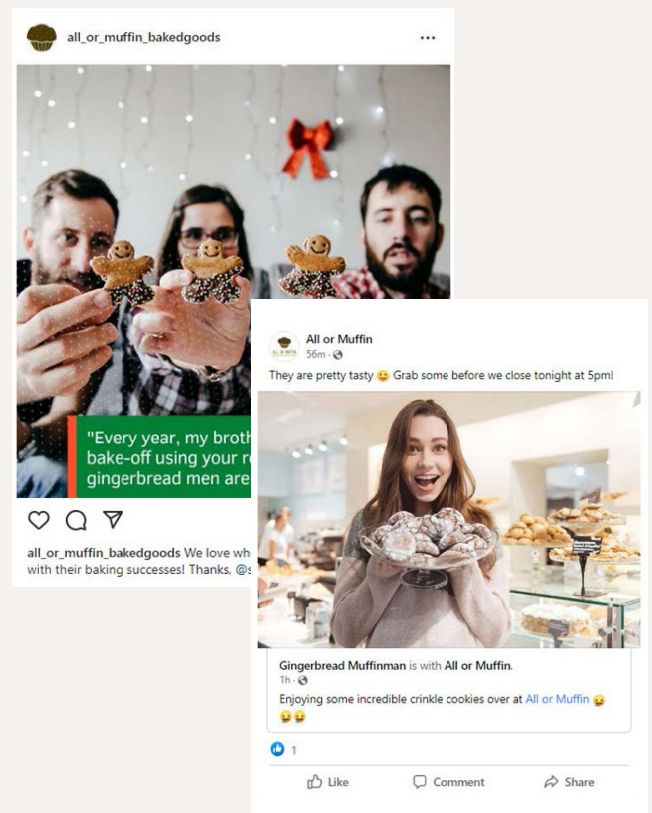 all_or_muffin_bakedgoods
"Every year, my broth
bake-off using your r
gingerbread men are
all_or_muffin_bakedgoods We love wh
with their baking successes! Thanks, @s
All or Muffin
56m
They are pretty tasty 😀 Grab some before we close tonight at 5pm!
Gingerbread Muffinman is with All or Muffin.
1h
Enjoying some incredible crinkle cookies over at All or Muffin 😝
😝😝
1
Like Comment Share